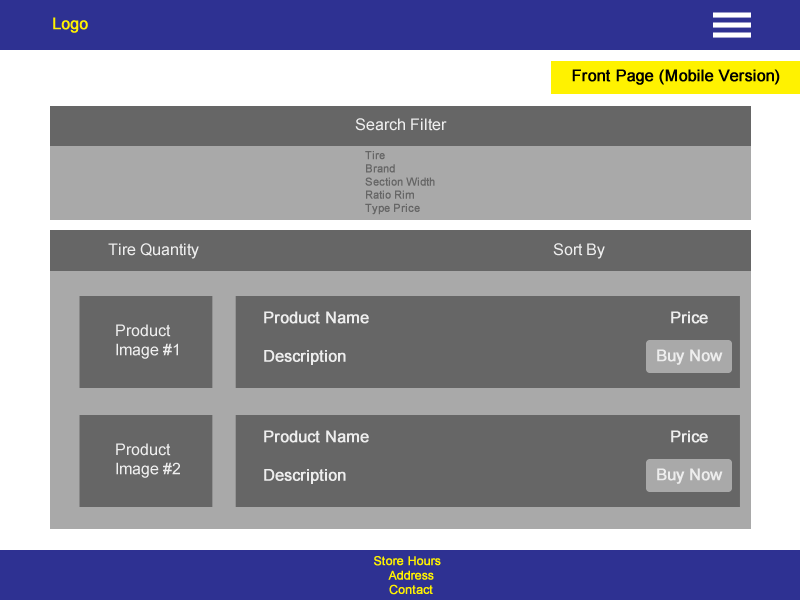 Logo
Front Page (Mobile Version)
Search Filter
Tire
Brand
Section Width
Ratio Rim
Type Price
Tire Quantity
Sort By
Product
Image #1
Product Name
Price
Description
Buy Now
Product
Image #2
Product Name
Price
Description
Buy Now
Store Hours
Address
Contact